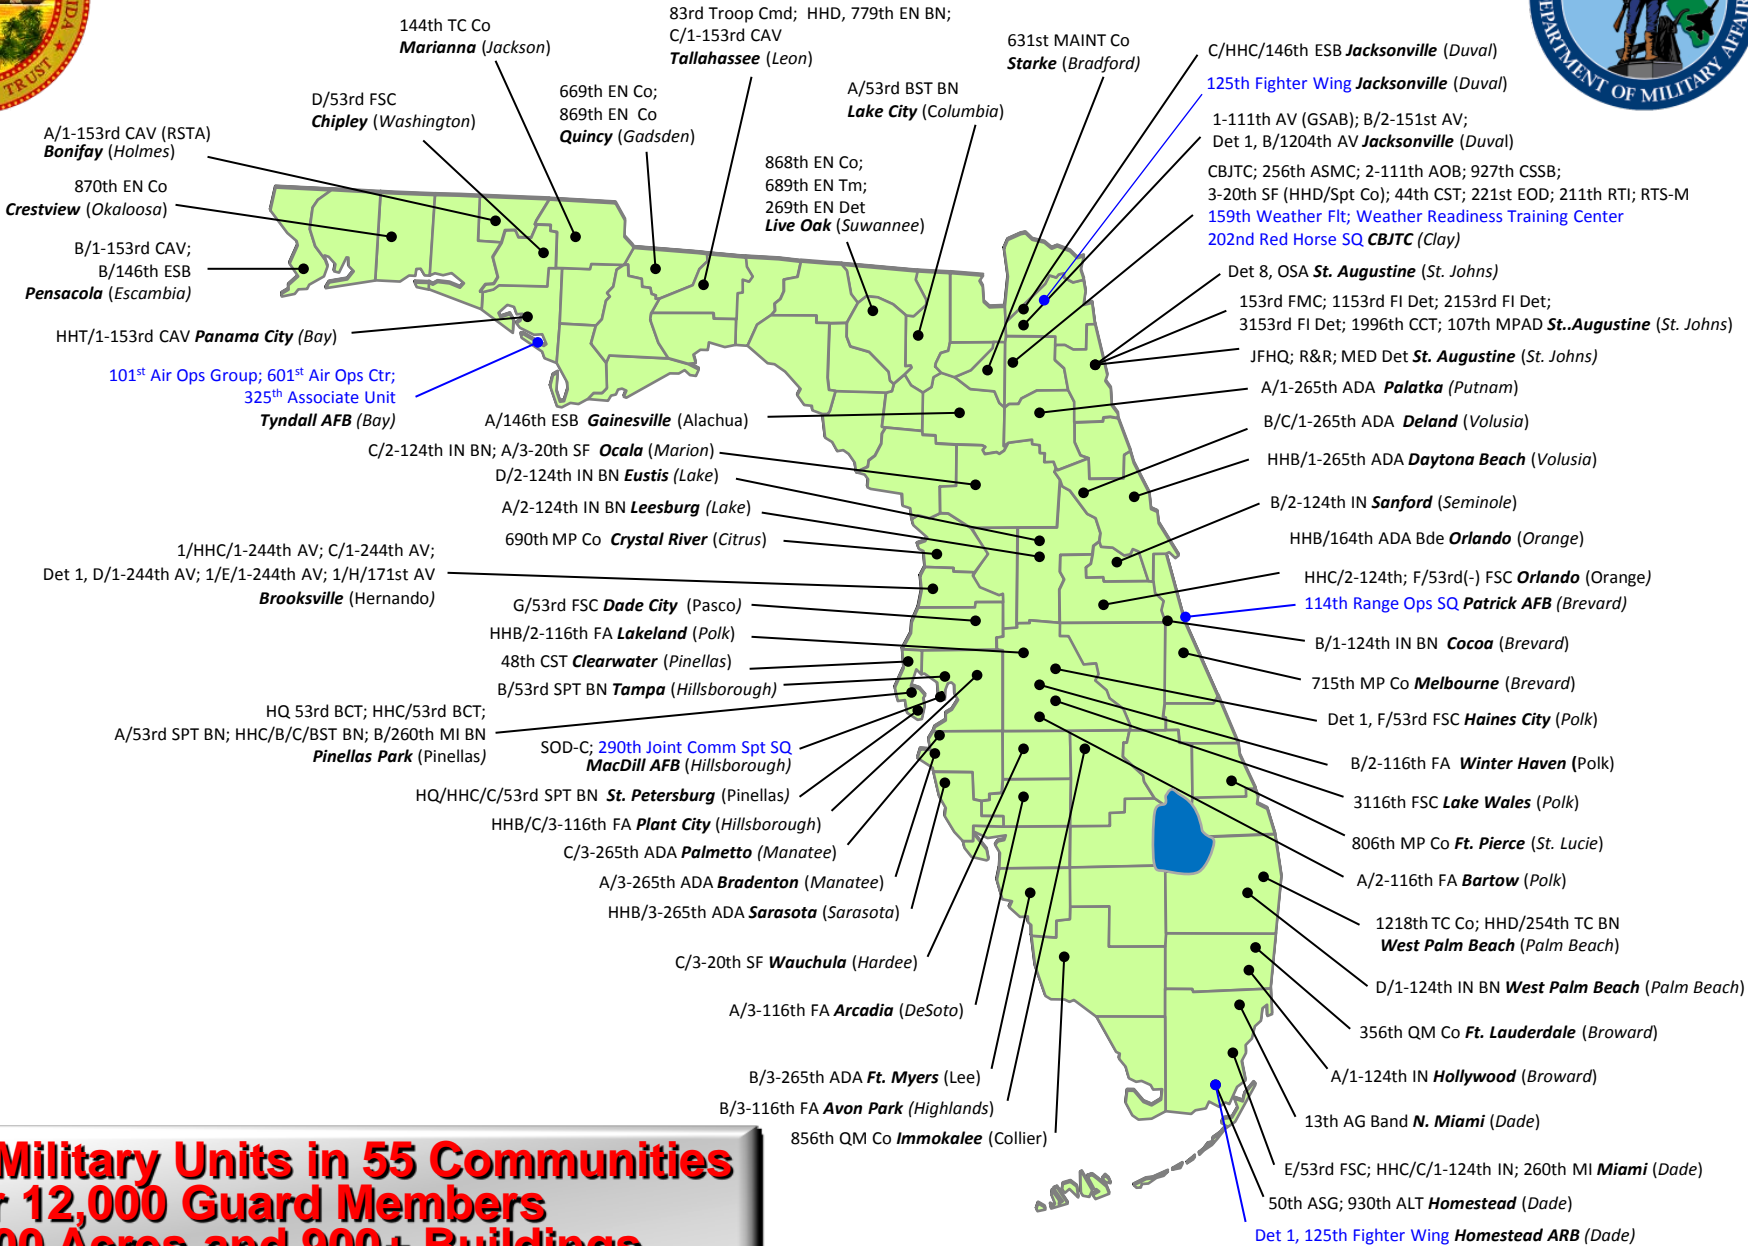 IDA ★ TRUST
DEPARTMENT OF MILITARY AFFAIR
144th TC Co
Marianna (Jackson)
83rd Troop Cmd; HHD, 779th EN BN;
C/1-153rd CAV
Tallahassee (Leon)
631st MAINT Co
Starke (Bradford)
C/HHC/146th ESB Jacksonville (Duval)
125th Fighter Wing Jacksonville (Duval)
1-111th AV (GSAB); B/2-151st AV;
Det 1, B/1204th AV Jacksonville (Duval)
CBJTC; 256th ASMC; 2-111th AOB; 927th CSSB;
3-20th SF (HHD/Spt Co); 44th CST; 221st EOD; 211th RTI; RTS-M
159th Weather Flt; Weather Readiness Training Center
202nd Red Horse SQ CBJTC (Clay)
D/53rd FSC
Chipley (Washington)
669th EN Co;
869th EN Co
Quincy (Gadsden)
A/53rd BST BN
Lake City (Columbia)
A/1-153rd CAV (RSTA)
Bonifay (Holmes)
868th EN Co;
689th EN Tm;
269th EN Det
Live Oak (Suwannee)
870th EN Co
Crestview (Okaloosa)
B/1-153rd CAV;
B/146th ESB
Pensacola (Escambia)
HHT/1-153rd CAV Panama City (Bay)
101st Air Ops Group; 601st Air Ops Ctr;
325th Associate Unit
Tyndall AFB (Bay)
Det 8, OSA St. Augustine (St. Johns)
153rd FMC; 1153rd FI Det; 2153rd FI Det;
3153rd FI Det; 1996th CCT; 107th MPAD St..Augustine (St. Johns)
JFHQ; R&R; MED Det St. Augustine (St. Johns)
A/1-265th ADA Palatka (Putnam)
B/C/1-265th ADA Deland (Volusia)
HHB/1-265th ADA Daytona Beach (Volusia)
B/2-124th IN Sanford (Seminole)
HHB/164th ADA Bde Orlando (Orange)
HHC/2-124th; F/53rd(-) FSC Orlando (Orange)
114th Range Ops SQ Patrick AFB (Brevard)
B/1-124th IN BN Cocoa (Brevard)
715th MP Co Melbourne (Brevard)
Det 1, F/53rd FSC Haines City (Polk)
B/2-116th FA Winter Haven (Polk)
3116th FSC Lake Wales (Polk)
806th MP Co Ft. Pierce (St. Lucie)
A/2-116th FA Bartow (Polk)
1218th TC Co; HHD/254th TC BN
West Palm Beach (Palm Beach)
D/1-124th IN BN West Palm Beach (Palm Beach)
356th QM Co Ft. Lauderdale (Broward)
A/1-124th IN Hollywood (Broward)
13th AG Band N. Miami (Dade)
E/53rd FSC; HHC/C/1-124th IN; 260th MI Miami (Dade)
50th ASG; 930th ALT Homestead (Dade)
Det 1, 125th Fighter Wing Homestead ARB (Dade)
A/146th ESB Gainesville (Alachua)
C/2-124th IN BN; A/3-20th SF Ocala (Marion)
D/2-124th IN BN Eustis (Lake)
A/2-124th IN BN Leesburg (Lake)
690th MP Co Crystal River (Citrus)
1/HHC/1-244th AV; C/1-244th AV;
Det 1, D/1-244th AV; 1/E/1-244th AV; 1/H/171st AV
Brooksville (Hernando)
G/53rd FSC Dade City (Pasco)
HHB/2-116th FA Lakeland (Polk)
48th CST Clearwater (Pinellas)
B/53rd SPT BN Tampa (Hillsborough)
HQ 53rd BCT; HHC/53rd BCT;
A/53rd SPT BN; HHC/B/C/BST BN; B/260th MI BN
Pinellas Park (Pinellas)
SOD-C; 290th Joint Comm Spt SQ
MacDill AFB (Hillsborough)
HQ/HHC/C/53rd SPT BN St. Petersburg (Pinellas)
HHB/C/3-116th FA Plant City (Hillsborough)
C/3-265th ADA Palmetto (Manatee)
A/3-265th ADA Bradenton (Manatee)
HHB/3-265th ADA Sarasota (Sarasota)
C/3-20th SF Wauchula (Hardee)
A/3-116th FA Arcadia (DeSoto)
B/3-265th ADA Ft. Myers (Lee)
B/3-116th FA Avon Park (Highlands)
856th QM Co Immokalee (Collier)
Military Units in 55 Communities
r 12,000 Guard Members
00 Acres and 900+ Buildings